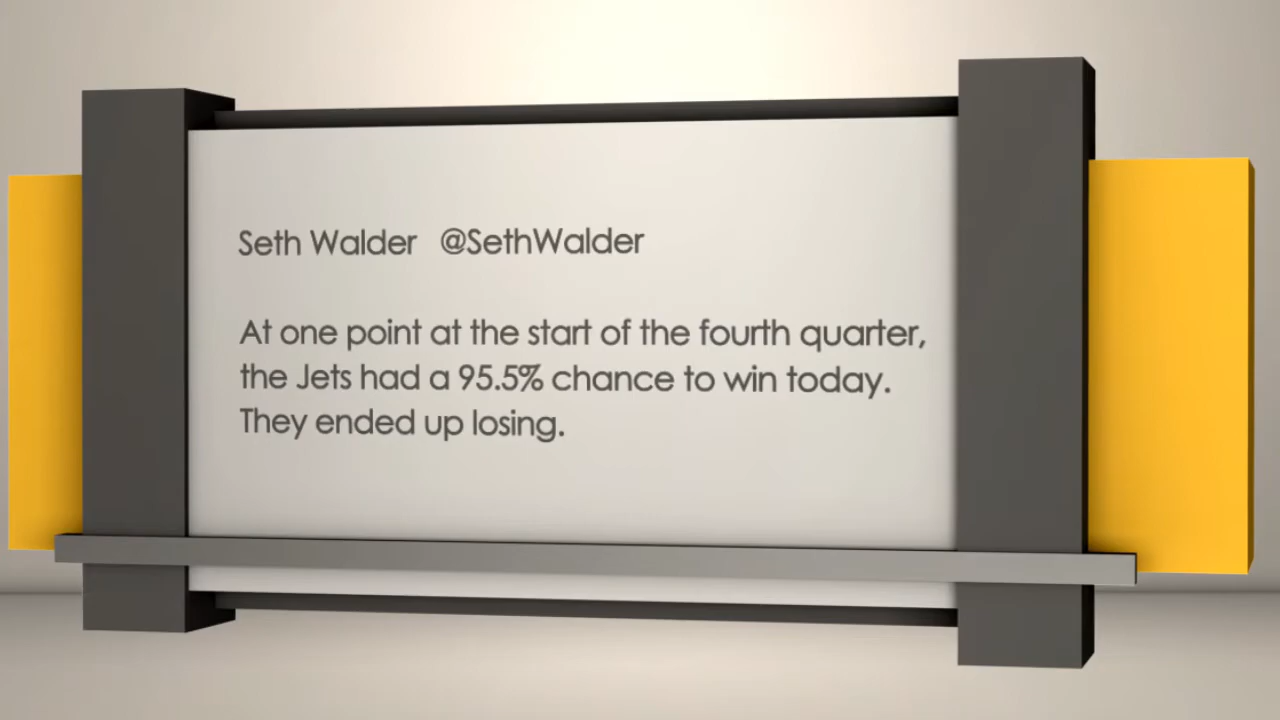 Seth Walder @SethWalder
At one point at the start of the fourth quarter,
the Jets had a 95.5% chance to win today.
They ended up losing.